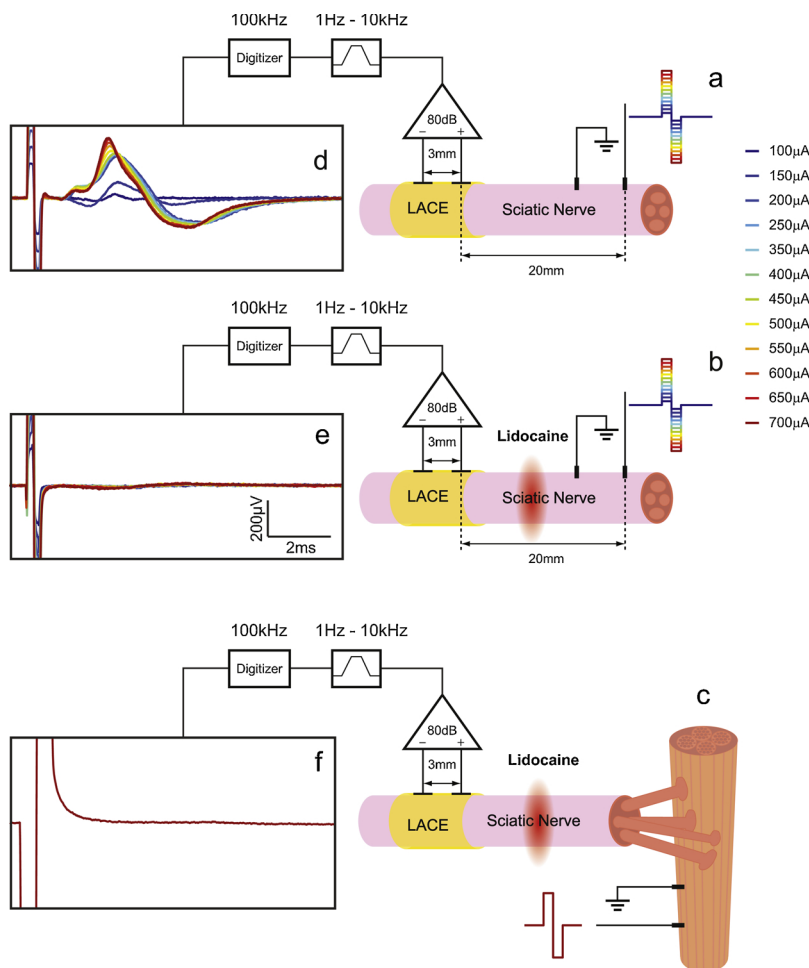 100kHz 1Hz - 10kHz
Digitizer
a
80dB
- +
3mm
d
LACE Sciatic Nerve
20mm
100µA
150µA
200µA
250µA
350µA
400µA
450µA
500µA
550µA
600µA
650µA
700µA
100kHz 1Hz - 10kHz
Digitizer
b
80dB
- +
3mm
Lidocaine
e
LACE Sciatic Nerve
200µV
2ms
20mm
100kHz 1Hz - 10kHz
Digitizer
c
80dB
- +
3mm
Lidocaine
f
LACE Sciatic Nerve